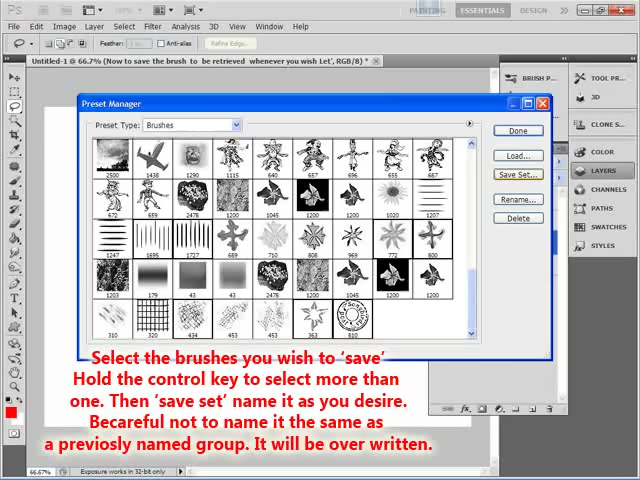 Ps
100%
PAINTING
ESSENTIALS
DESIGN
File Edit Image Layer Select Filter Analysis 3D View Window Help
Feather:
Anti-alias
Refine Edge...
Untitled-1 @ 66.7% (Now to save the brush to be retrieved whenever you wish Let', RGB/8) *
Preset Manager
Preset Type: Brushes
Done
Load...
Save Set...
Rename...
Delete
2500 1438 1290 1115 640 657 696 655 687
672 659 2478 1200 1045 1200 1200 1020 1207
1247 1695 1727 689 710 808 969 772 600
1203 179 43 43 2478 1200 1045 1200 1200
310 320 434 453 453 363 810
BRUSH P...
TOOL PR...
3D
CLONE S...
COLOR
LAYERS
CHANNELS
PATHS
SWATCHES
STYLES
Select the brushes you wish to ‘save’
Hold the control key to select more than
one. Then ‘save set’ name it as you desire.
Becareful not to name it the same as
a previosly named group. It will be over written.
66.67%
Exposure works in 32-bit only